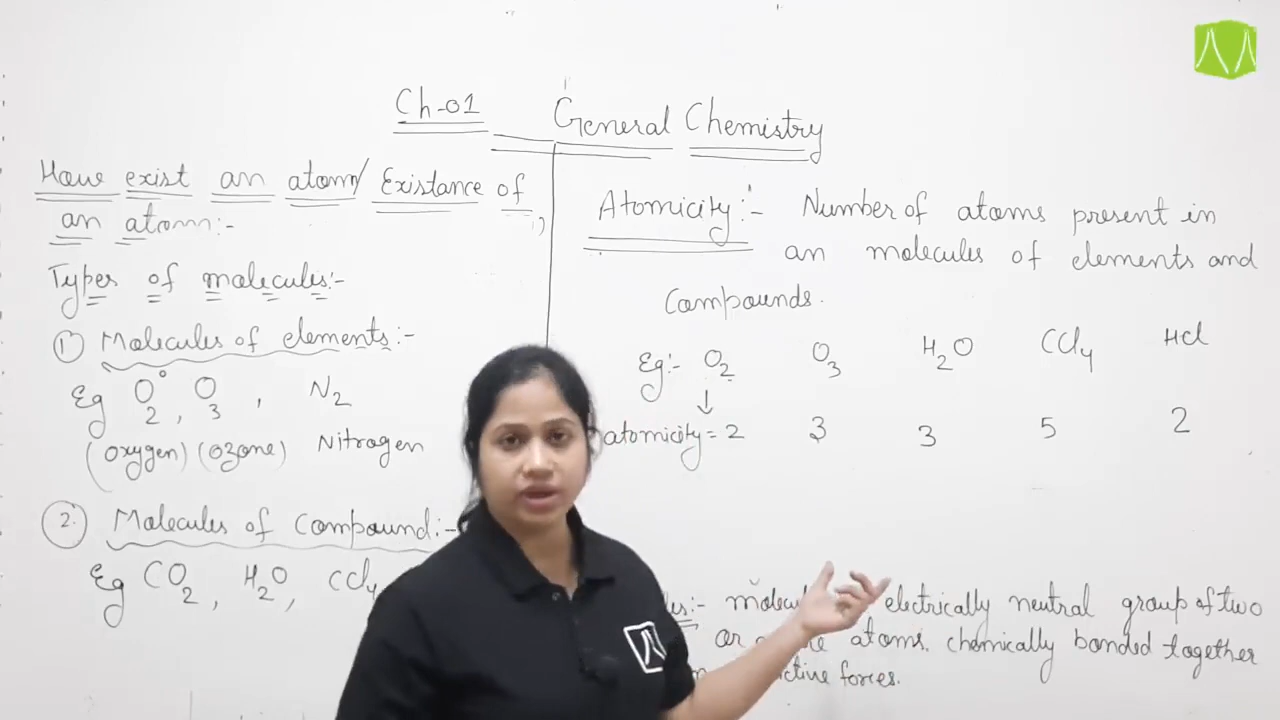 Ch-01 General Chemistry
How exist an atom/ Existance of
an atom:-
Types of molecules:-
1) Molecules of elements:-
Eg O2, O3, N2
(oxygen) (ozone) Nitrogen
2. Molecules of Compound:-
Eg CO2, H2O, CCl4
Atomicity:- Number of atoms present in
an molecules of elements and
Compounds.
Eg:- O2 O3 H2O CCl4 HCl
atomicity = 2 3 3 5 2
electrically neutral group of two
or atoms. chemically bonded together
forces.